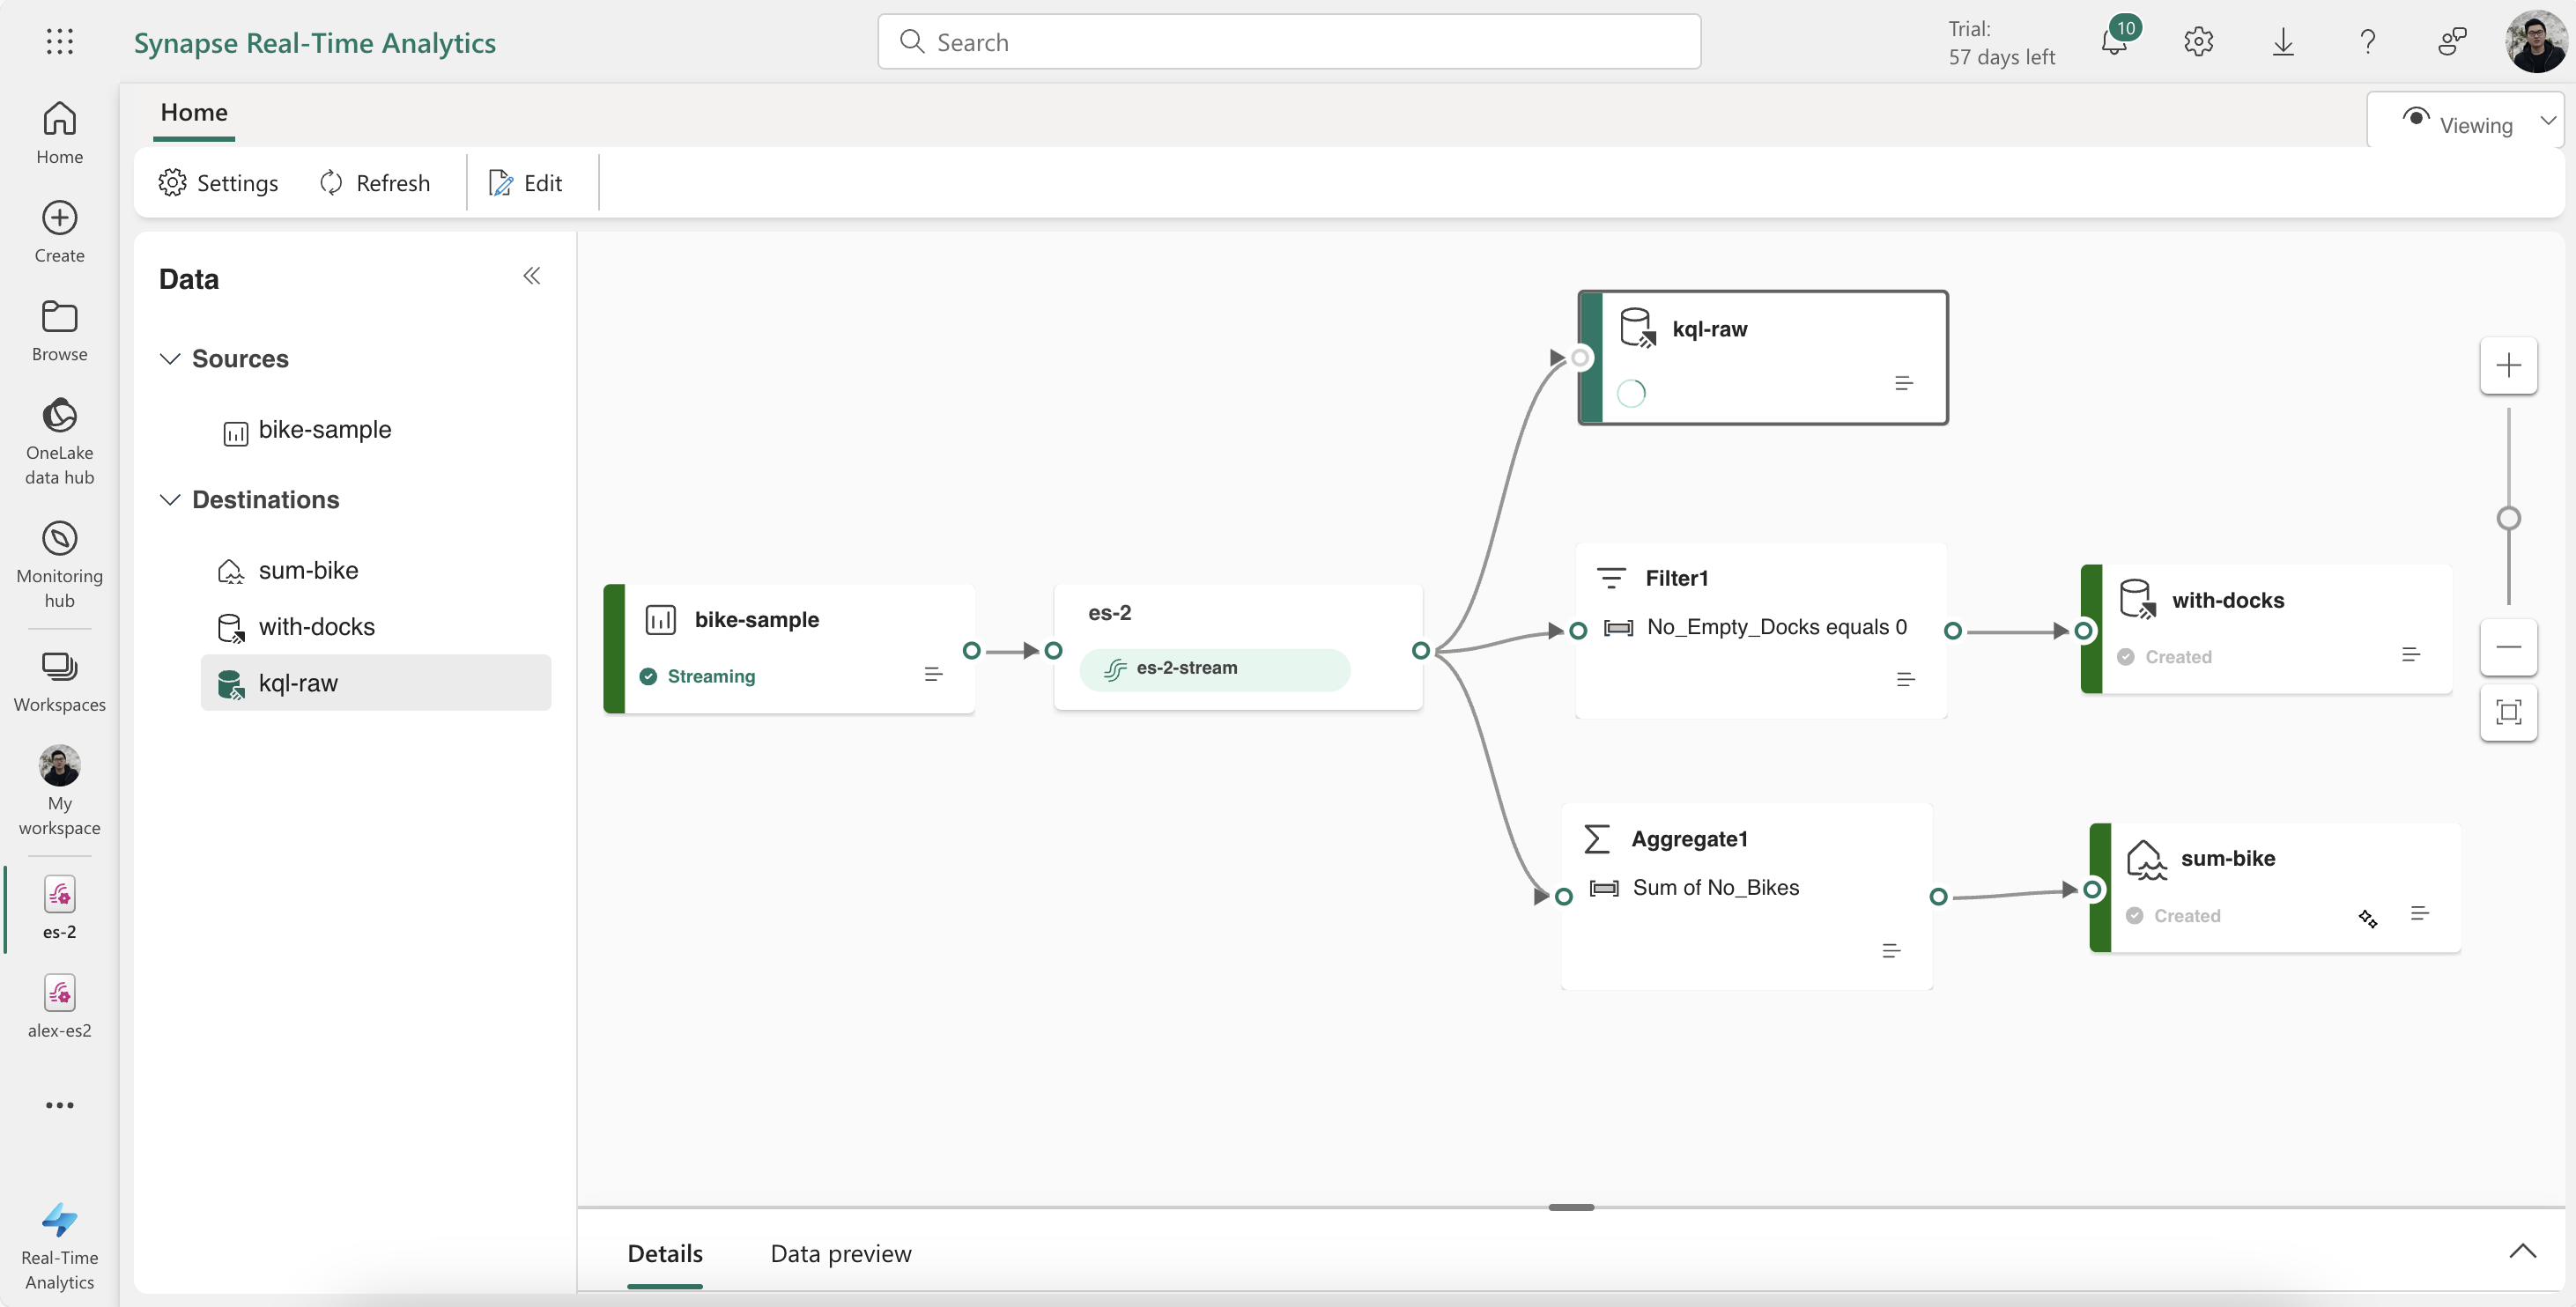 Synapse Real-Time Analytics
Search
Trial:
57 days left
10
Home
Viewing
Settings
Refresh
Edit
Home
Create
Browse
OneLake
data hub
Monitoring
hub
Workspaces
My
workspace
es-2
alex-es2
Real-Time
Analytics
Data
Sources
bike-sample
Destinations
sum-bike
with-docks
kql-raw
bike-sample
Streaming
es-2
es-2-stream
kql-raw
Filter1
No_Empty_Docks equals 0
with-docks
Created
Aggregate1
Sum of No_Bikes
sum-bike
Created
Details
Data preview